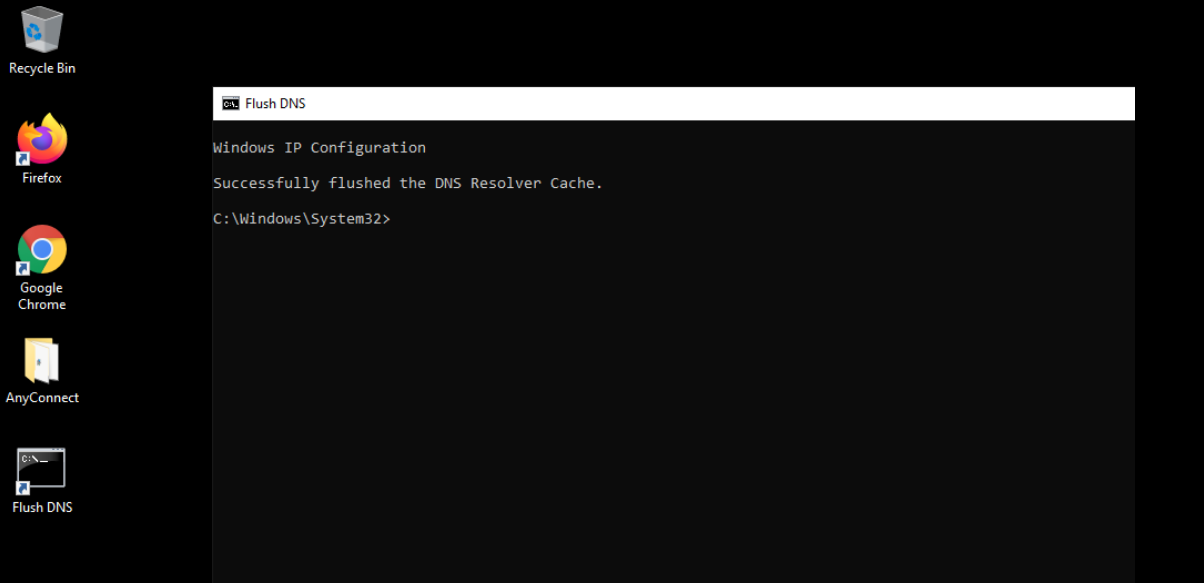 Recycle Bin
Firefox
Google
Chrome
AnyConnect
C:\_
Flush DNS
C:\. Flush DNS
Windows IP Configuration
Successfully flushed the DNS Resolver Cache.
C:\Windows\System32>